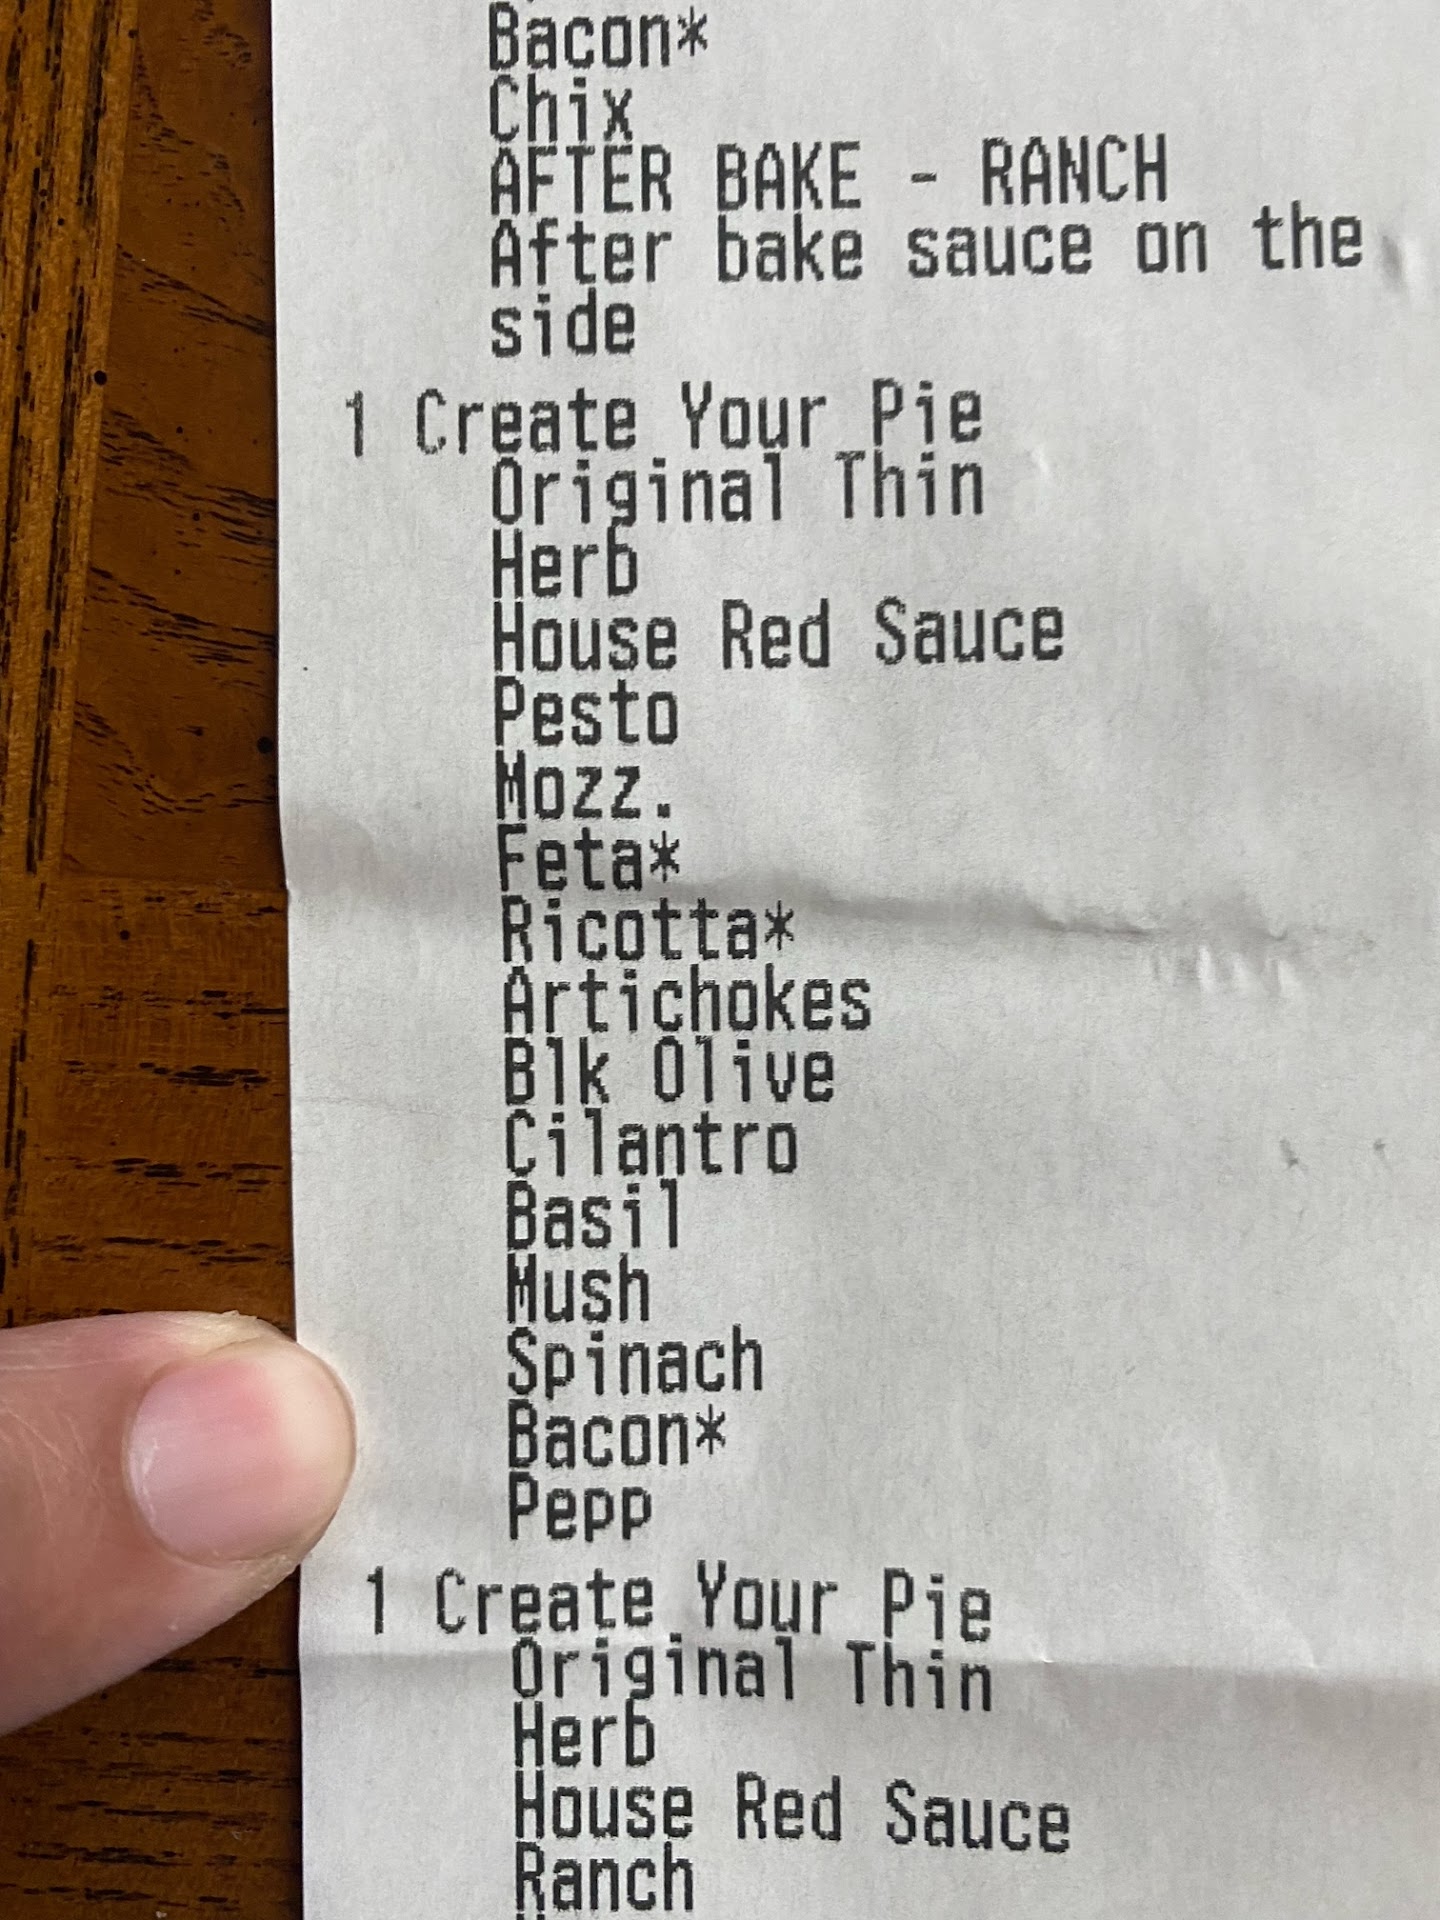 Bacon*
Chix
AFTER BAKE - RANCH
After bake sauce on the
side
1 Create Your Pie
Original Thin
Herb
House Red Sauce
Pesto
Mozz.
Feta*
Ricotta*
Artichokes
Blk Olive
Cilantro
Basil
Mush
Spinach
Bacon*
Pepp
1 Create Your Pie
Original Thin
Herb
House Red Sauce
Ranch